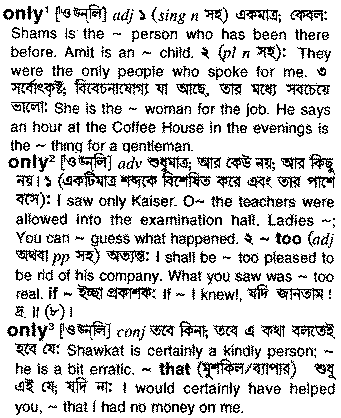 only¹ [ˈওউন্‌লি] adj ১ (sing n সহ) একমাত্র; কেবল:
Shams is the ~ person who has been there
before. Amit is an ~ child. ২ (pl n সহ): They
were the only people who spoke for me. ৩
সর্বোৎকৃষ্ট; বিবেচনাযোগ্য যা আছে, তার মধ্যে সবচেয়ে
ভালো: She is the ~ woman for the job. He says
an hour at the Coffee House in the evenings is
the ~ thing for a gentleman.
only² [ˈওউন্‌লি] adv শুধুমাত্র; আর কেউ নয়; আর কিছু
নয়। ১ (একটিমাত্র শব্দকে বিশেষিত করে এবং তার পাশে
বসে): I saw only Kaiser. O~ the teachers were
allowed into the examination hall. Ladies ~;
You can ~ guess what happened. ২ ~ too (adj
অথবা pp সহ) অত্যন্ত: I shall be ~ too pleased to
be rid of his company. What you saw was ~ too
real. if ~ ইচ্ছা প্রকাশক: If ~ I knew!, যদি জানতাম!
দ্র. ॥ (৮)।
only³ [ˈওউন্‌লি] conj তবে কিনা; তবে এ কথা বলতেই
হবে যে: Shawkat is certainly a kindly person; ~
he is a bit erratic. ~ that (মুশকিল/ব্যাপার) শুধু
এই যে; যদি না: I would certainly have helped
you, ~ that I had no money on me.